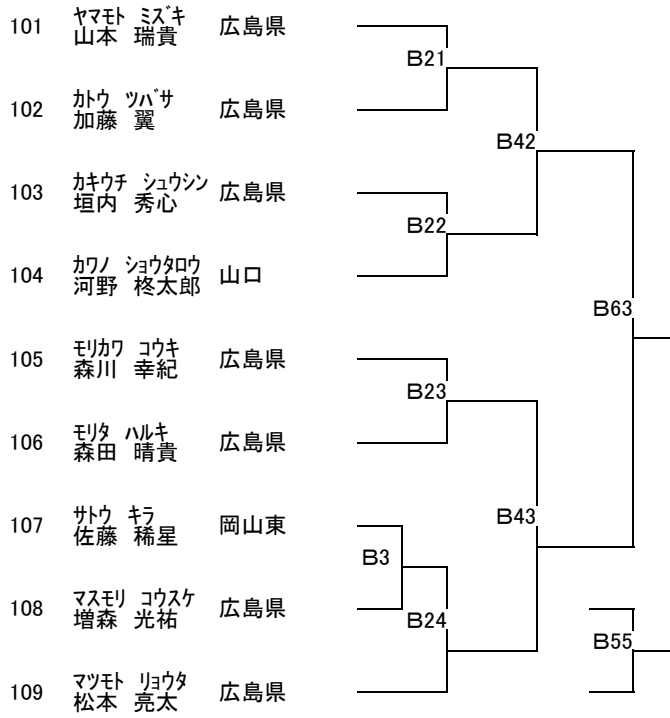 ヤマモト ミズキ
101 山本 瑞貴 広島県
B21
カトウ ツバサ
102 加藤 翼 広島県
B42
カキウチ シュウシン
103 垣内 秀心 広島県
B22
カワノ ショウタロウ
104 河野 柊太郎 山口
B63
モリカワ コウキ
105 森川 幸紀 広島県
B23
モリタ ハルキ
106 森田 晴貴 広島県
B43
サトウ キラ
107 佐藤 稀星 岡山東
B3
マスモリ コウスケ
108 増森 光祐 広島県
B24
B55
マツモト リョウタ
109 松本 亮太 広島県